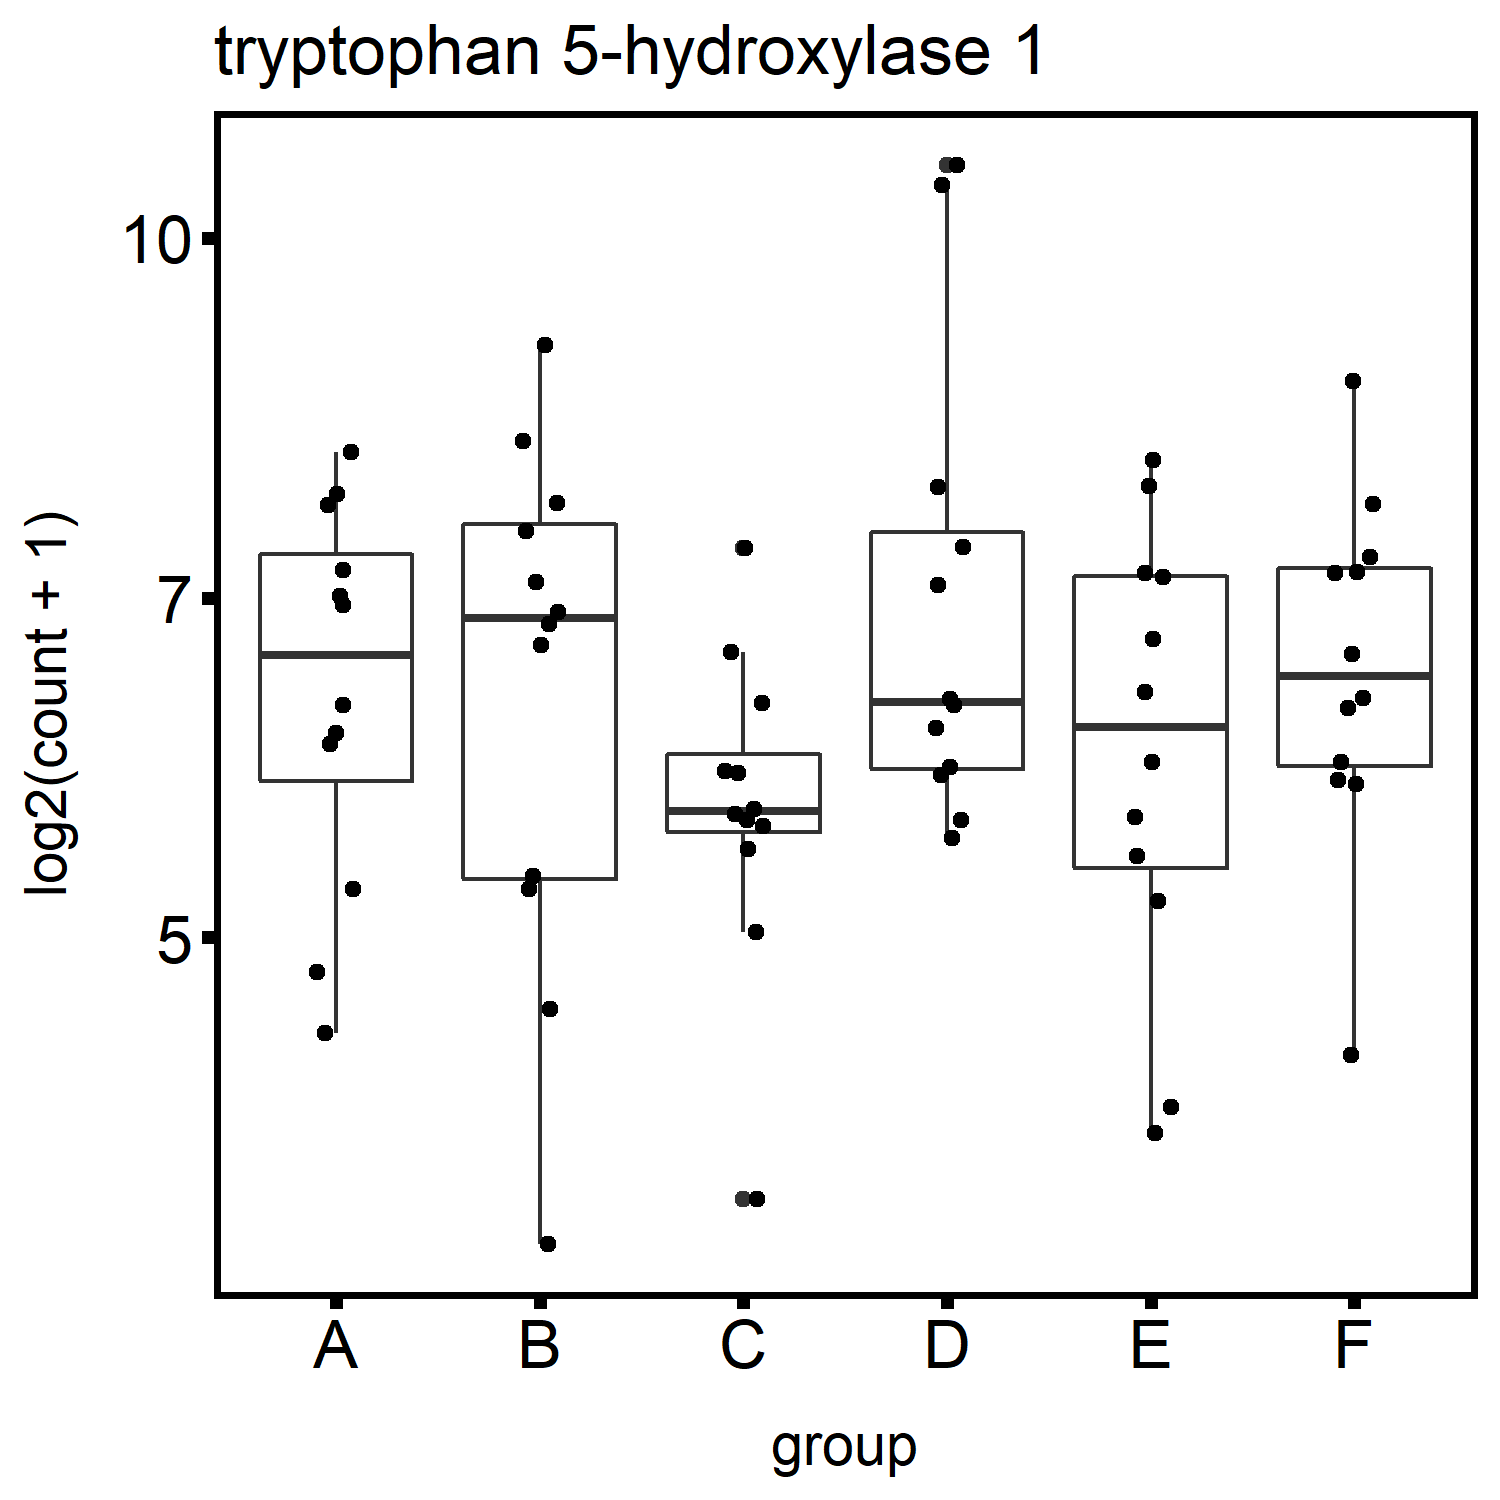 tryptophan 5-hydroxylase 1
log2(count + 1)
10
7
5
A B C D E F
group